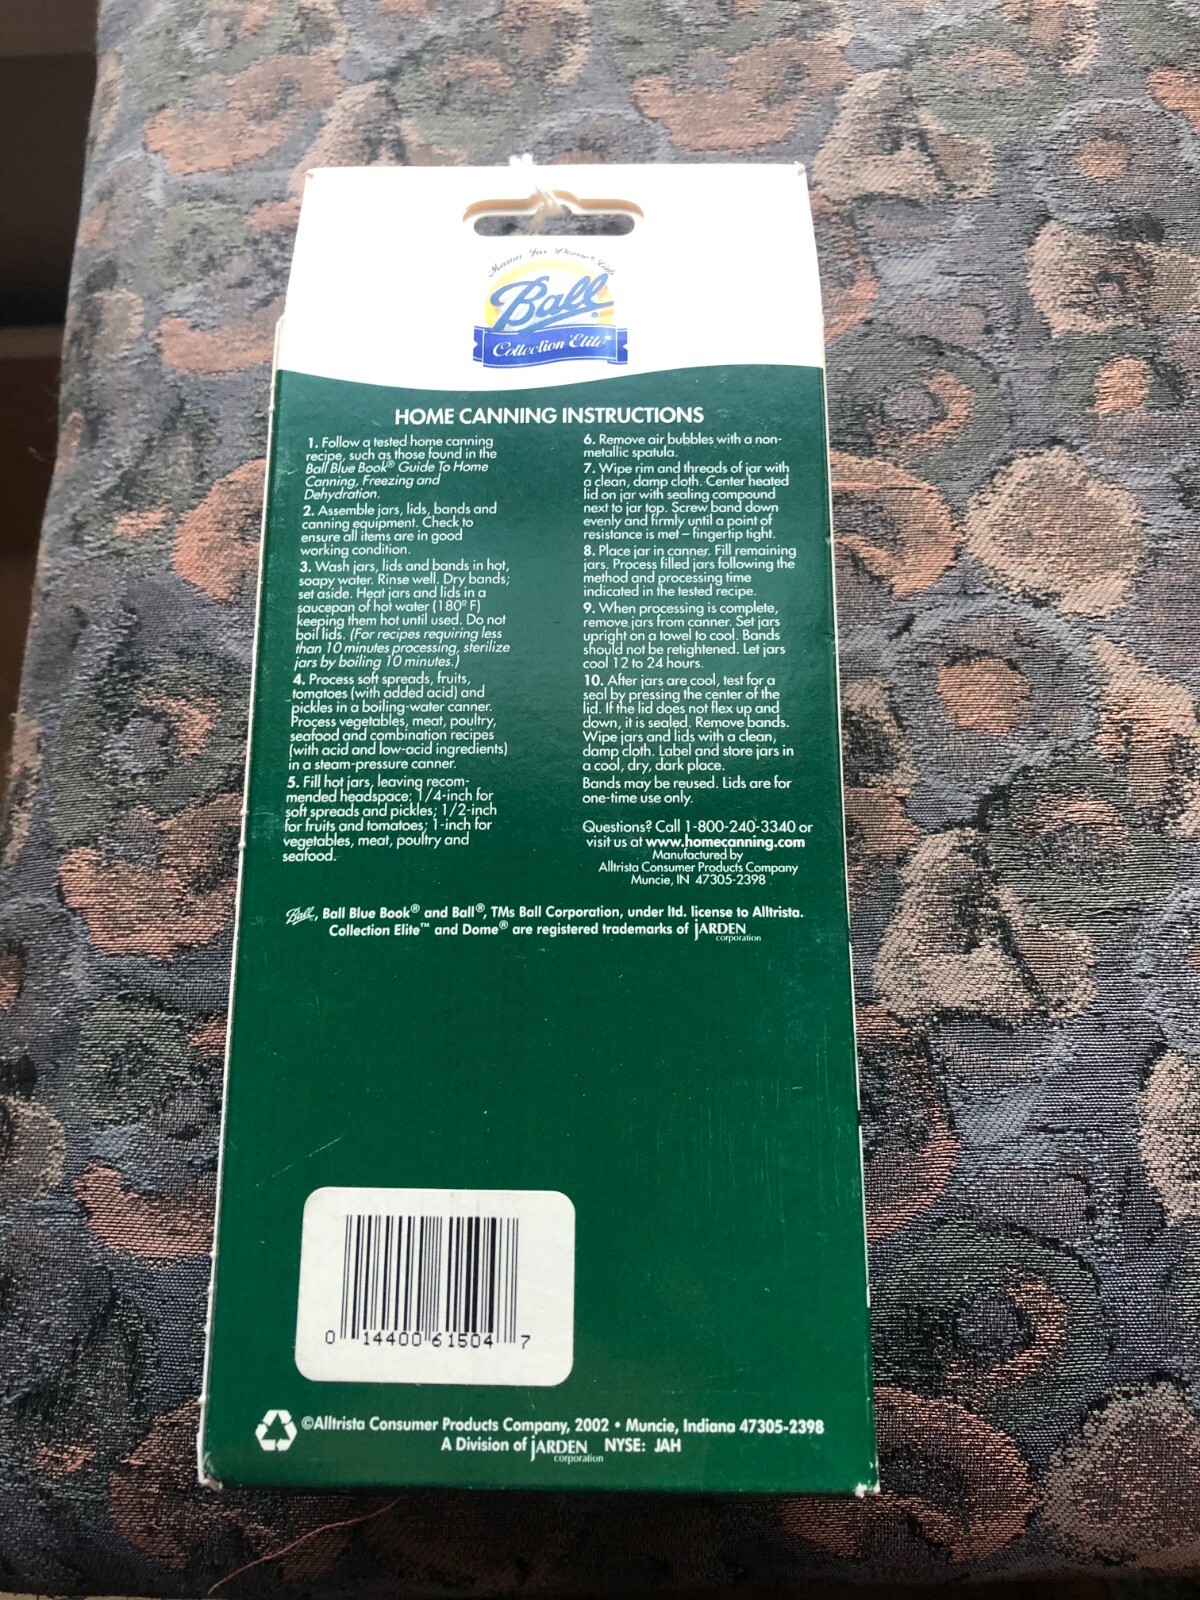 Mason Jar Dome® Lids
Ball®
Collection Elite™
HOME CANNING INSTRUCTIONS
1. Follow a tested home canning
recipe, such as those found in the
Ball Blue Book® Guide To Home
Canning, Freezing and
Dehydration.
2. Assemble jars, lids, bands and
canning equipment. Check to
ensure all items are in good
working condition.
3. Wash jars, lids and bands in hot,
soapy water. Rinse well. Dry bands;
set aside. Heat jars and lids in a
saucepan of hot water (180º F)
keeping them hot until used. Do not
boil lids. (For recipes requiring less
than 10 minutes processing, sterilize
jars by boiling 10 minutes.)
4. Process soft spreads, fruits,
tomatoes (with added acid) and
pickles in a boiling-water canner.
Process vegetables, meat, poultry,
seafood and combination recipes
(with acid and low-acid ingredients)
in a steam-pressure canner.
5. Fill hot jars, leaving recom-
mended headspace: 1/4-inch for
soft spreads and pickles; 1/2-inch
for fruits and tomatoes; 1-inch for
vegetables, meat, poultry and
seafood.
6. Remove air bubbles with a non-
metallic spatula.
7. Wipe rim and threads of jar with
a clean, damp cloth. Center heated
lid on jar with sealing compound
next to jar top. Screw band down
evenly and firmly until a point of
resistance is met – fingertip tight.
8. Place jar in canner. Fill remaining
jars. Process filled jars following the
method and processing time
indicated in the tested recipe.
9. When processing is complete,
remove jars from canner. Set jars
upright on a towel to cool. Bands
should not be retightened. Let jars
cool 12 to 24 hours.
10. After jars are cool, test for a
seal by pressing the center of the
lid. If the lid does not flex up and
down, it is sealed. Remove bands.
Wipe jars and lids with a clean,
damp cloth. Label and store jars in
a cool, dry, dark place.
Bands may be reused. Lids are for
one-time use only.
Questions? Call 1-800-240-3340 or
visit us at www.homecanning.com
Manufactured by
Alltrista Consumer Products Company
Muncie, IN 47305-2398
Ball, Ball Blue Book® and Ball®, TMs Ball Corporation, under ltd. license to Alltrista.
Collection Elite™ and Dome® are registered trademarks of JARDEN
corporation
0 14400 61504 7
©Alltrista Consumer Products Company, 2002 • Muncie, Indiana 47305-2398
A Division of JARDEN NYSE: JAH
corporation